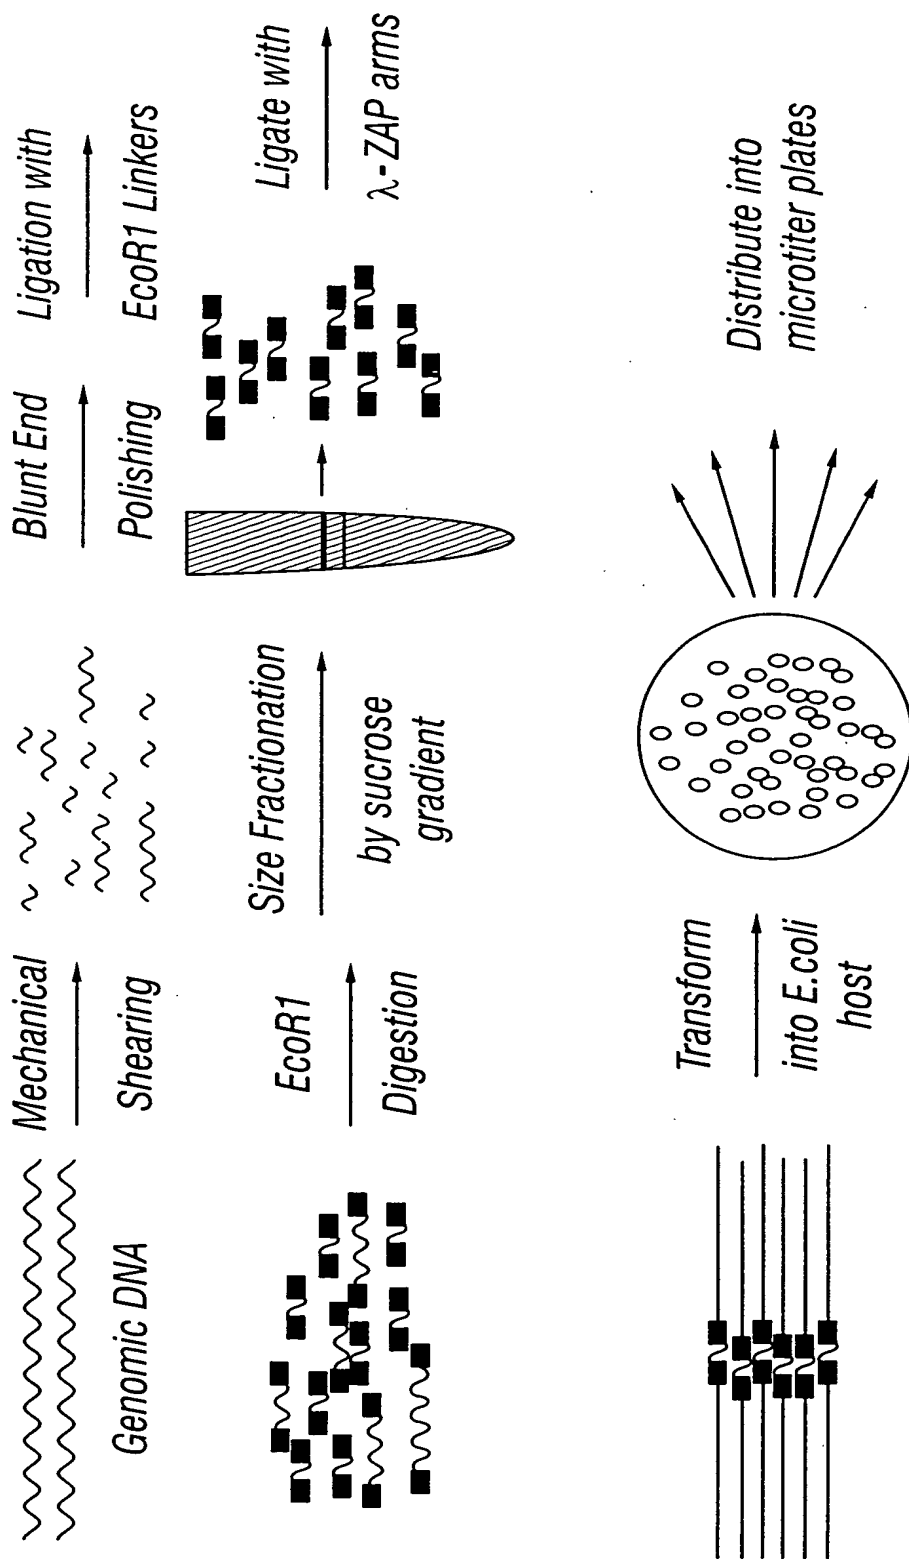 Genomic DNA
Mechanical
Shearing
Blunt End
Polishing
Ligation with
EcoR1 Linkers
EcoR1
Digestion
Size Fractionation
by sucrose
gradient
Ligate with
λ-ZAP arms
Transform
into E.coli
host
Distribute into
microtiter plates